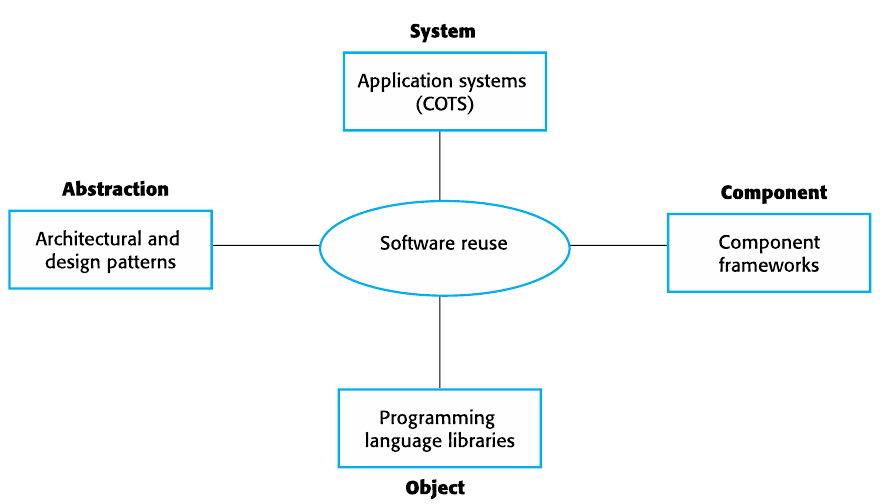 System
Application systems
(COTS)
Abstraction
Architectural and
design patterns
Software reuse
Component
Component
frameworks
Programming
language libraries
Object